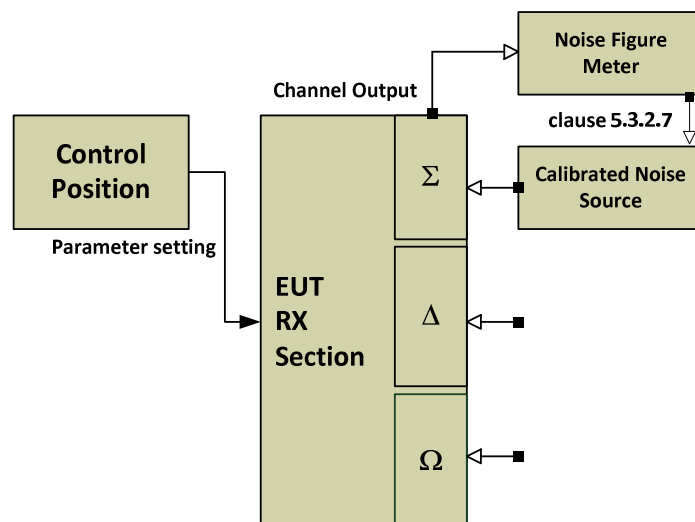 Noise Figure
Meter
Channel Output
clause 5.3.2.7
Control
Position
Σ
Calibrated Noise
Source
Parameter setting
EUT
RX
Section
Δ
Ω